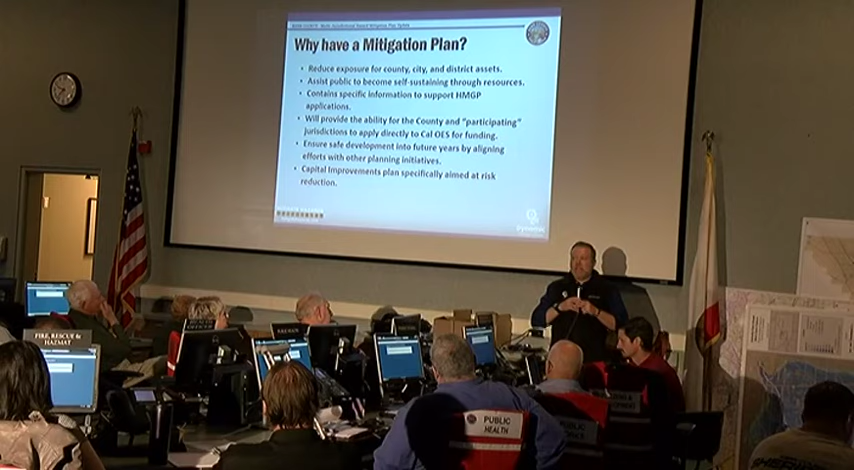 Why have a Mitigation Plan?
• Reduce exposure for county, city, and district assets.
• Assist public to become self-sustaining through resources.
• Contains specific information to support HMGP
applications.
• Will provide the ability for the County and "participating"
jurisdictions to apply directly to Cal OES for funding.
• Ensure safe development into future years by aligning
efforts with other planning initiatives.
• Capital Improvements plan specifically aimed at risk
reduction.
FIRE, RESCUE &
HAZMAT
PUBLIC
HEALTH